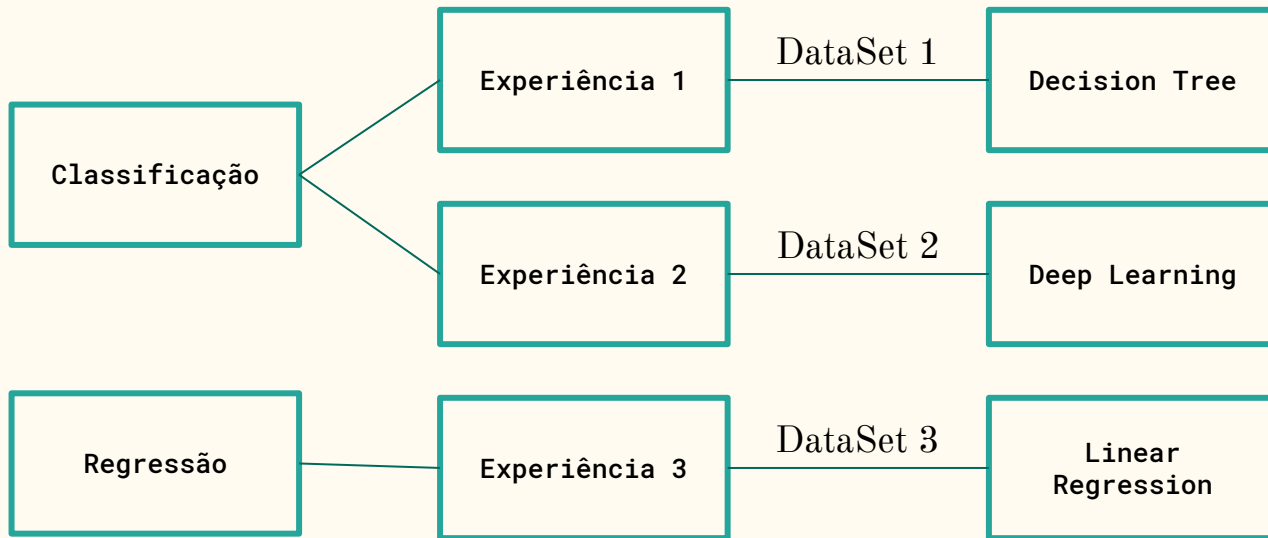 Classificação
Experiência 1
DataSet 1
Decision Tree
Experiência 2
DataSet 2
Deep Learning
Regressão
Experiência 3
DataSet 3
Linear
Regression